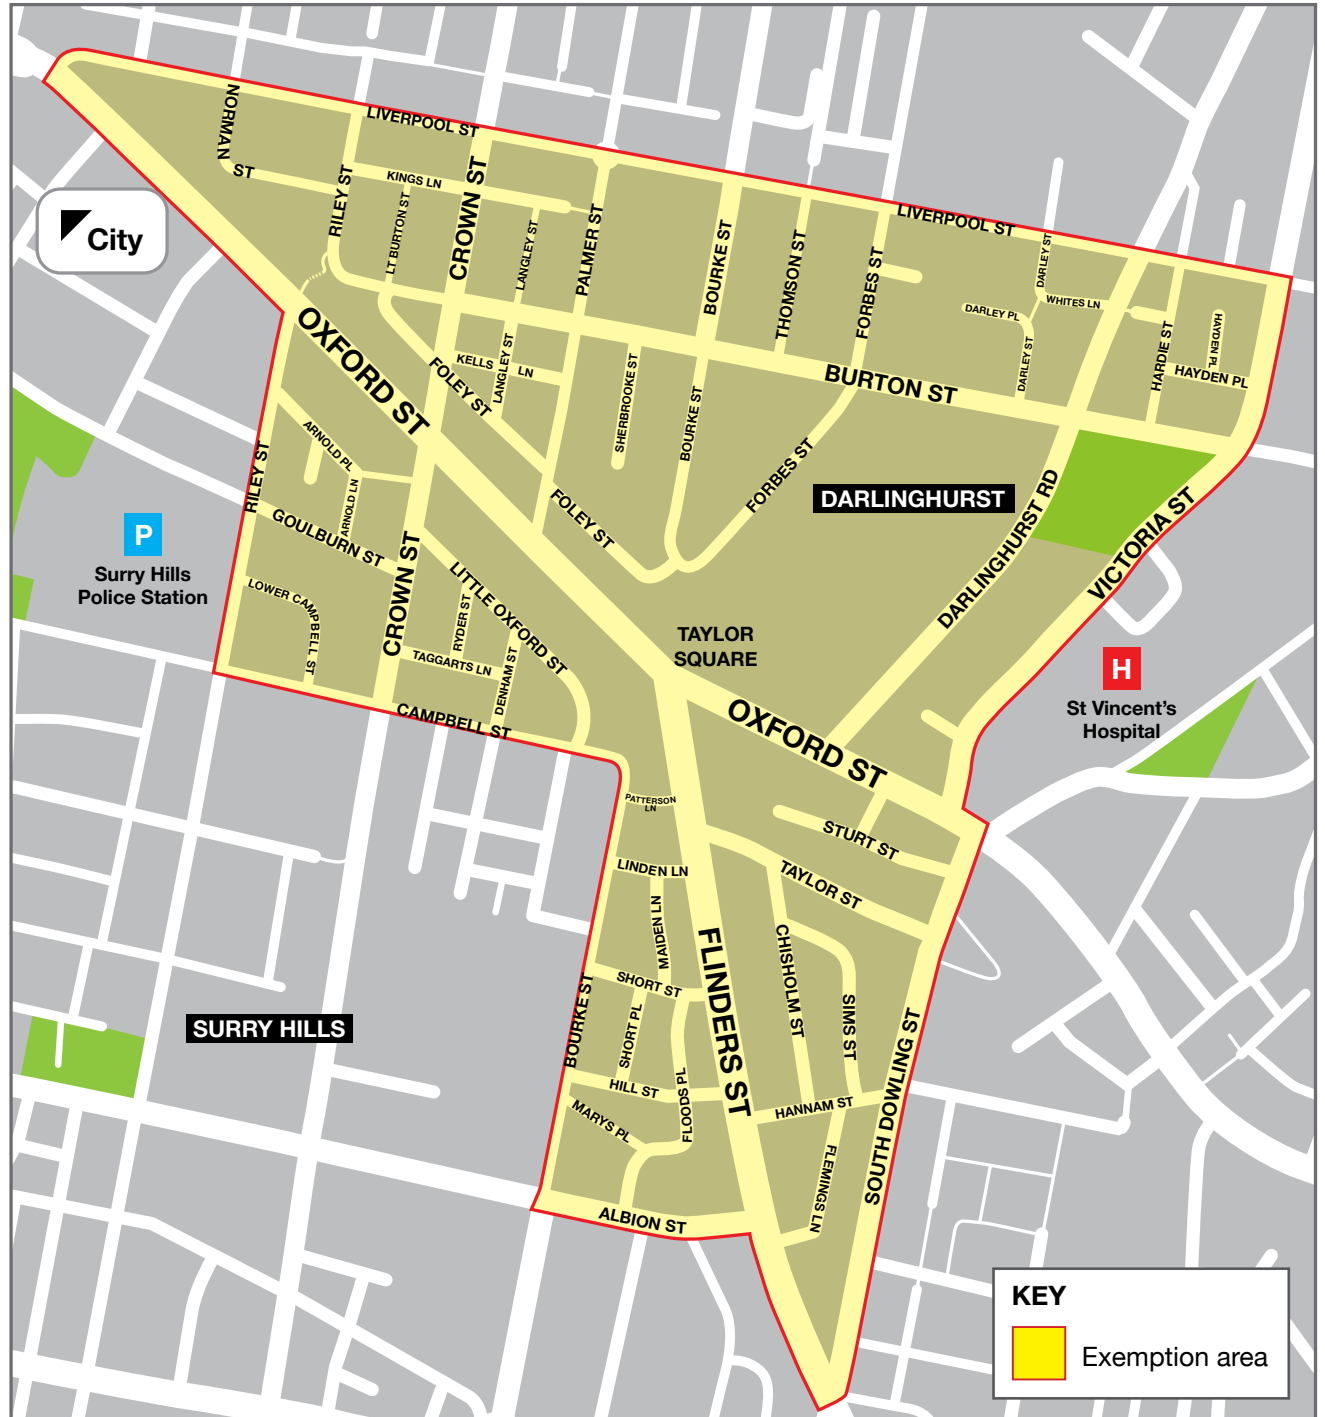 NORMAN
ST
LIVERPOOL ST
RILEY ST
KINGS LN
LT BURTON ST
CROWN ST
LANGLEY ST
PALMER ST
BOURKE ST
THOMSON ST
FORBES ST
LIVERPOOL ST
DARLEY ST
WHITES LN
DARLEY PL
DARLEY ST
HARDIE ST
HAYDEN PL
HAYDEN PL
City
OXFORD ST
FOLEY ST
KELLS LN
LANGLEY ST
SHERBROOKE ST
BOURKE ST
BURTON ST
FORBES ST
DARLINGHURST
DARLINGHURST RD
VICTORIA ST
RILEY ST
ARNOLD PL
ARNOLD LN
GOULBURN ST
CROWN ST
FOLEY ST
P
Surry Hills
Police Station
LOWER CAMPBELL ST
LITTLE OXFORD ST
RYDER ST
TAGGARTS LN
DENHAM ST
CAMPBELL ST
TAYLOR
SQUARE
H
St Vincent's
Hospital
OXFORD ST
PATTERSON
LN
STURT ST
TAYLOR ST
LINDEN LN
MAIDEN LN
FLINDERS ST
CHISHOLM ST
SIMS ST
SHORT ST
SHORT PL
BOURKE ST
SURRY HILLS
HILL ST
FLOODS PL
MARYS PL
HANNAM ST
SOUTH DOWLING ST
FLEMINGS LN
ALBION ST
KEY
Exemption area